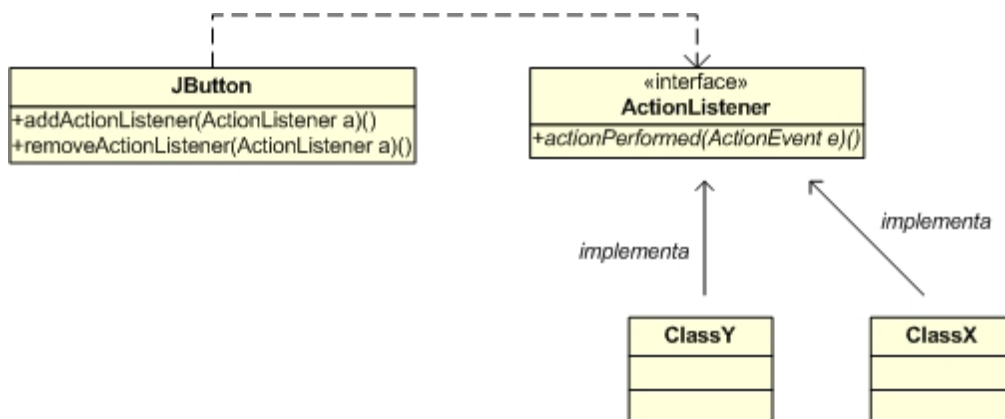 JButton
+addActionListener(ActionListener a)()
+removeActionListener(ActionListener a)()
«interface»
ActionListener
+actionPerformed(ActionEvent e)()
implementa
implementa
ClassY
ClassX